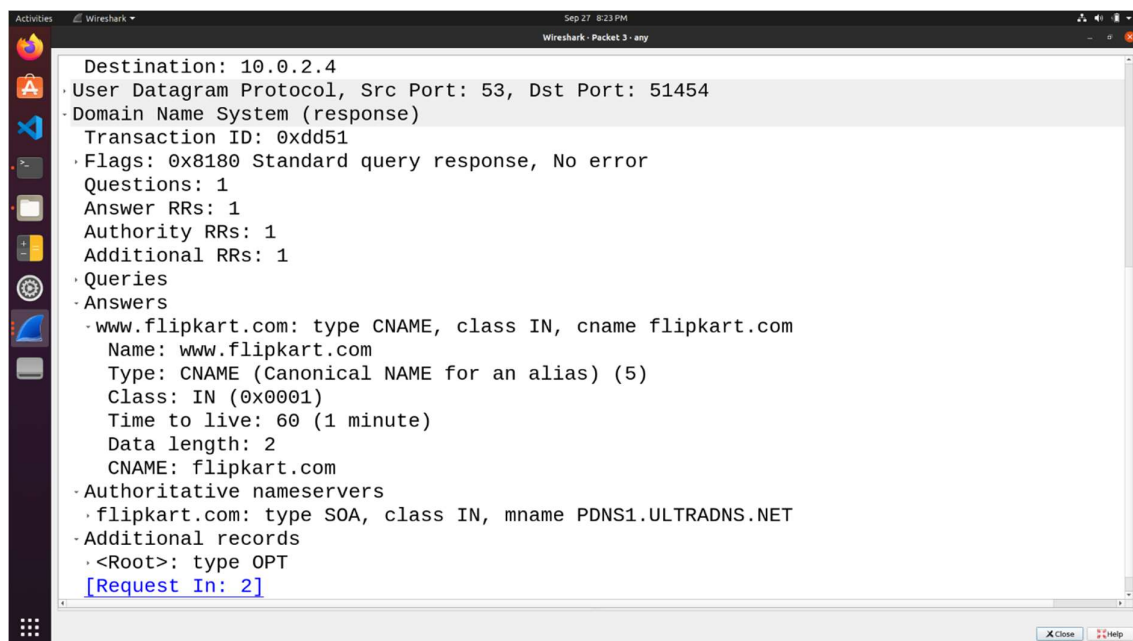 Activities Wireshark Sep 27 8:23 PM
Wireshark · Packet 3 · any
Destination: 10.0.2.4
User Datagram Protocol, Src Port: 53, Dst Port: 51454
Domain Name System (response)
Transaction ID: 0xdd51
Flags: 0x8180 Standard query response, No error
Questions: 1
Answer RRs: 1
Authority RRs: 1
Additional RRs: 1
Queries
Answers
www.flipkart.com: type CNAME, class IN, cname flipkart.com
Name: www.flipkart.com
Type: CNAME (Canonical NAME for an alias) (5)
Class: IN (0x0001)
Time to live: 60 (1 minute)
Data length: 2
CNAME: flipkart.com
Authoritative nameservers
flipkart.com: type SOA, class IN, mname PDNS1.ULTRADNS.NET
Additional records
<Root>: type OPT
[Request In: 2]
Close Help